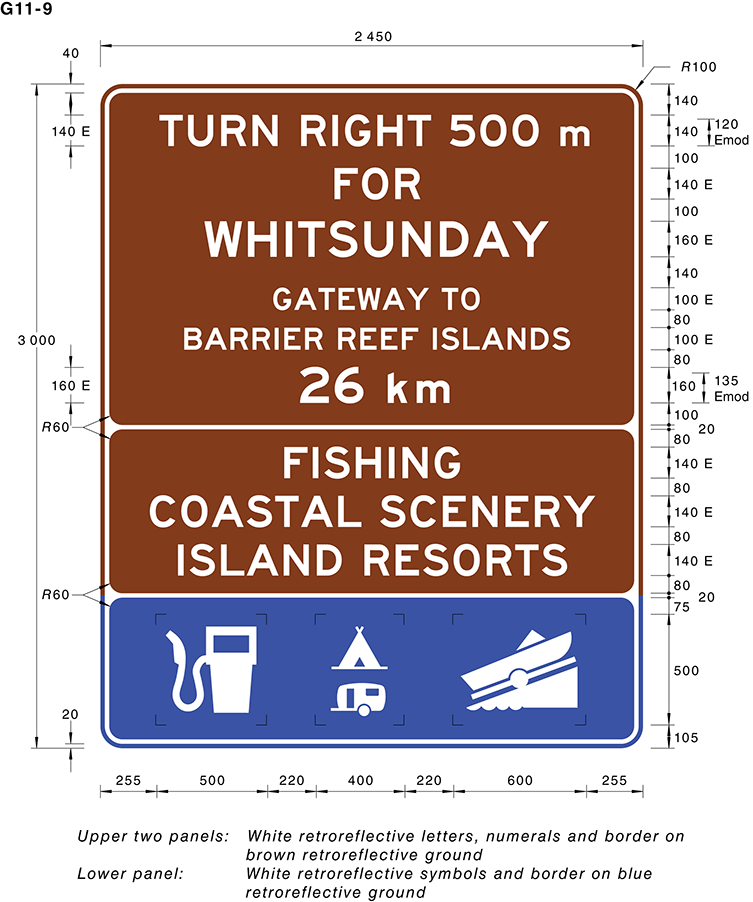 G11-9
2 450
40
R100
140
140 E
140
120
Emod
TURN RIGHT 500 m
100
FOR
140 E
100
WHITSUNDAY
160 E
140
GATEWAY TO
100 E
80
3 000
BARRIER REEF ISLANDS
100 E
80
160 E
26 km
160
135
Emod
100
R60
20
80
FISHING
140 E
80
COASTAL SCENERY
140 E
80
ISLAND RESORTS
140 E
80
R60
20
75
500
20
105
255 500 220 400 220 600 255
Upper two panels: White retroreflective letters, numerals and border on
brown retroreflective ground
Lower panel: White retroreflective symbols and border on blue
retroreflective ground